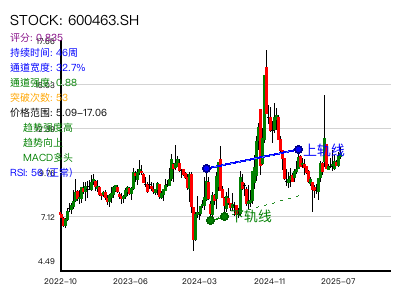 STOCK: 600463.SH
评分: 0.825
持续时间: 46周
通道宽度: 32.7%
通道强度: 0.88
突破次数: 53
价格范围: 5.09-17.06
趋势强度高
趋势向上
MACD多头
RSI: 56 (正常)
上轨线
下轨线
7.12
4.49
2022-10
2023-06
2024-03
2024-11
2025-07